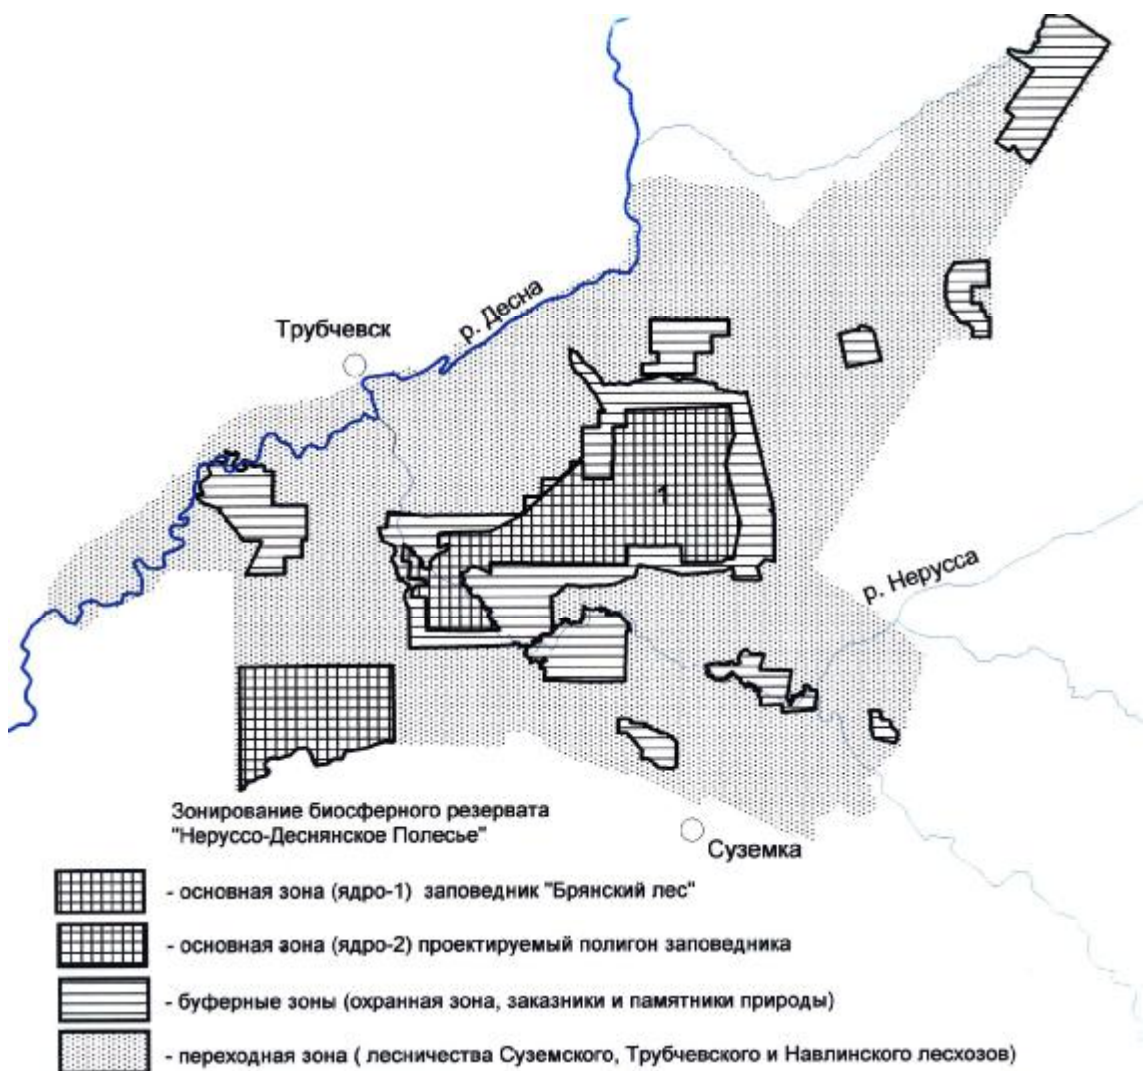 Трубчевск
р. Десна
1
р. Нерусса
Суземка
Зонирование биосферного резервата
"Неруссо-Деснянское Полесье"
- основная зона (ядро-1) заповедник "Брянский лес"
- основная зона (ядро-2) проектируемый полигон заповедника
- буферные зоны (охранная зона, заказники и памятники природы)
- переходная зона ( лесничества Суземского, Трубчевского и Навлинского лесхозов)